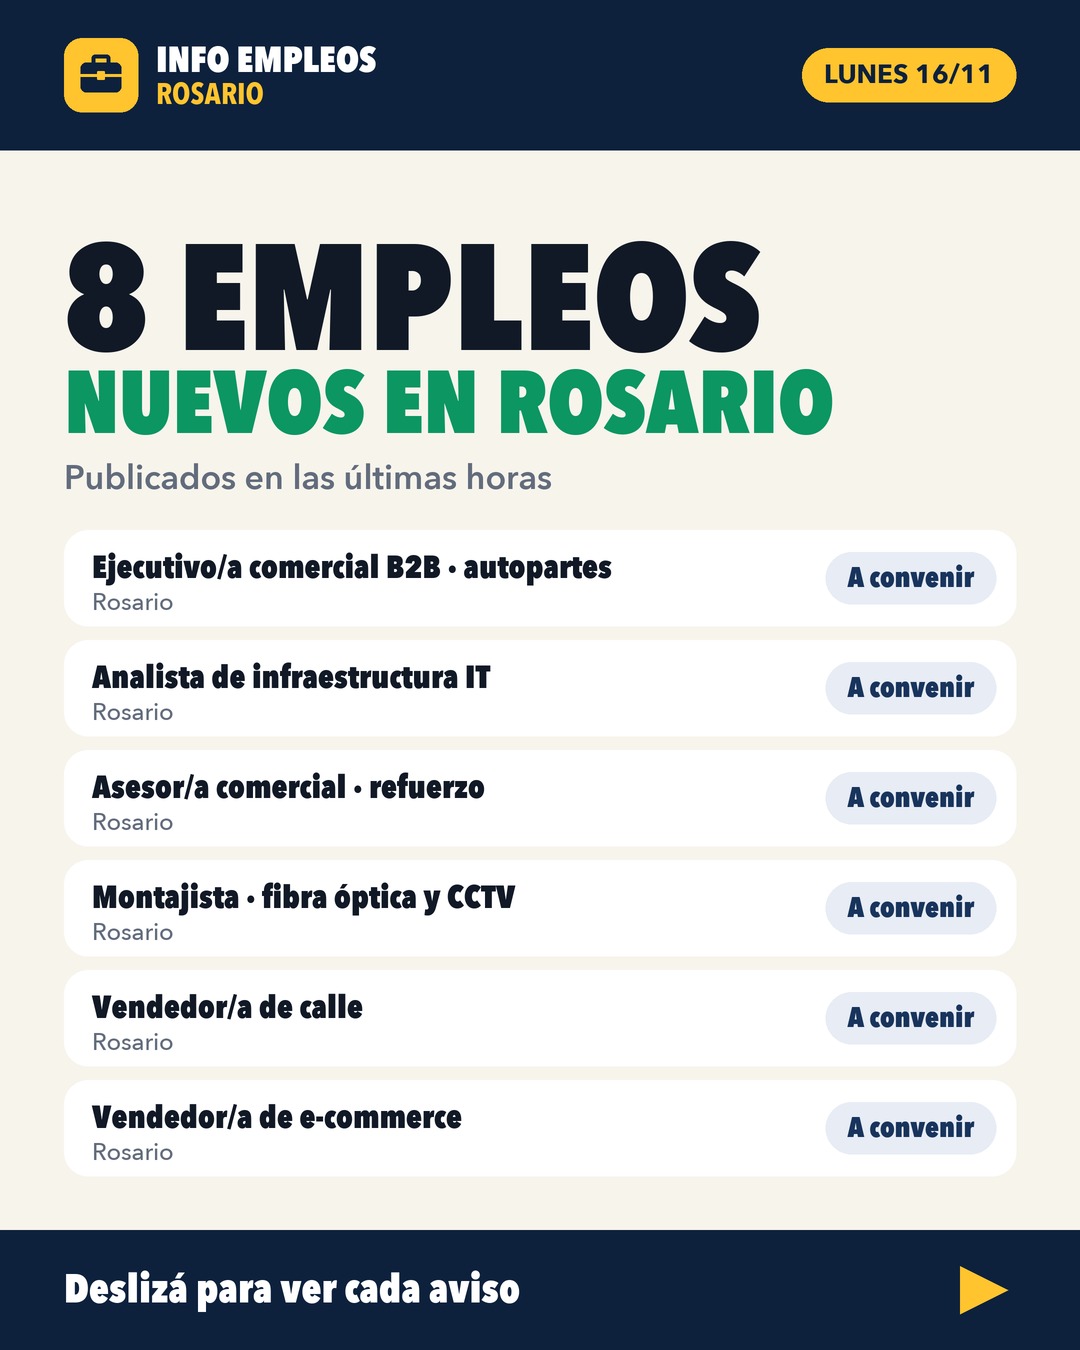 INFO EMPLEOS
ROSARIO
LUNES 16/11
8 EMPLEOS
NUEVOS EN ROSARIO
Publicados en las últimas horas
Ejecutivo/a comercial B2B · autopartes
Rosario
A convenir
Analista de infraestructura IT
Rosario
A convenir
Asesor/a comercial · refuerzo
Rosario
A convenir
Montajista · fibra óptica y CCTV
Rosario
A convenir
Vendedor/a de calle
Rosario
A convenir
Vendedor/a de e-commerce
Rosario
A convenir
Deslizá para ver cada aviso